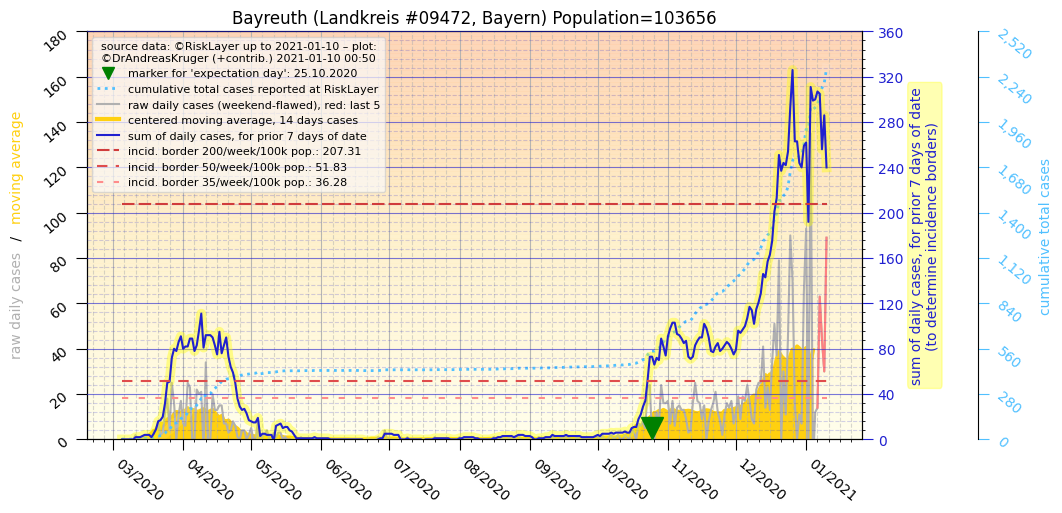 Bayreuth (Landkreis #09472, Bayern) Population=103656
source data: ©RiskLayer up to 2021-01-10 – plot:
©DrAndreasKruger (+contrib.) 2021-01-10 00:50
marker for 'expectation day': 25.10.2020
cumulative total cases reported at RiskLayer
raw daily cases (weekend-flawed), red: last 5
centered moving average, 14 days cases
sum of daily cases, for prior 7 days of date
incid. border 200/week/100k pop.: 207.31
incid. border 50/week/100k pop.: 51.83
incid. border 35/week/100k pop.: 36.28
raw daily cases / moving average
180
160
140
120
100
80
60
40
20
0
03/2020
04/2020
05/2020
06/2020
07/2020
08/2020
09/2020
10/2020
11/2020
12/2020
01/2021
360
320
280
240
200
160
120
80
40
0
sum of daily cases, for prior 7 days of date
(to determine incidence borders)
2,520
2,240
1,960
1,680
1,400
1,120
840
560
280
0
cumulative total cases